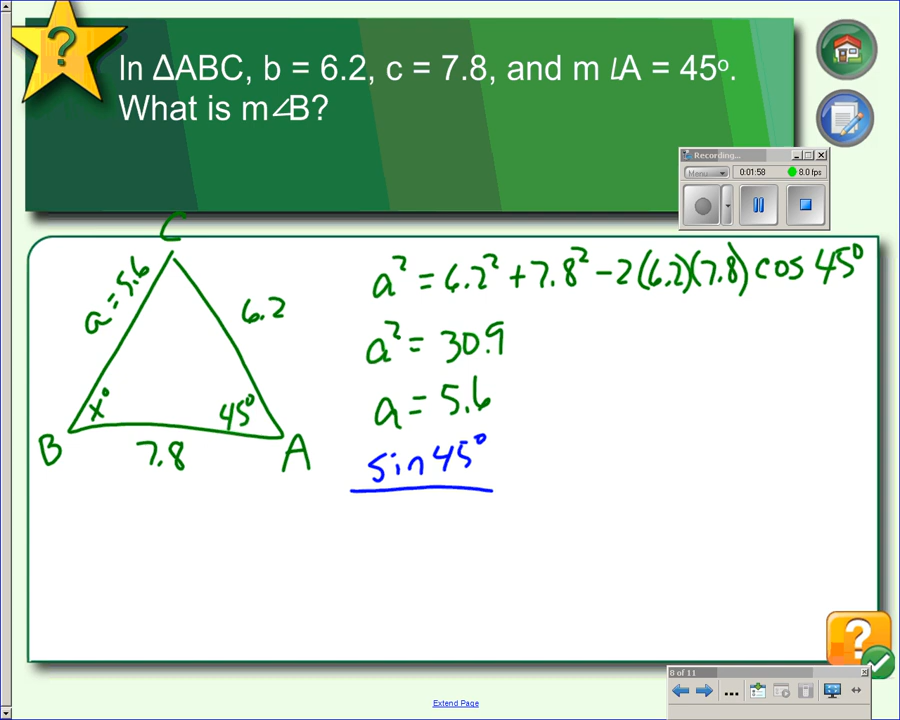 In ΔABC, b = 6.2, c = 7.8, and m ∠A = 45°.
What is m∠B?
Recording...
Menu
0:01:58
8.0 fps
C
a = 5.6
6.2
x°
45°
B
7.8
A
a² = 6.2² + 7.8² − 2(6.2)(7.8) cos 45°
a² = 30.9
a = 5.6
sin 45°
8 of 11
...
Extend Page